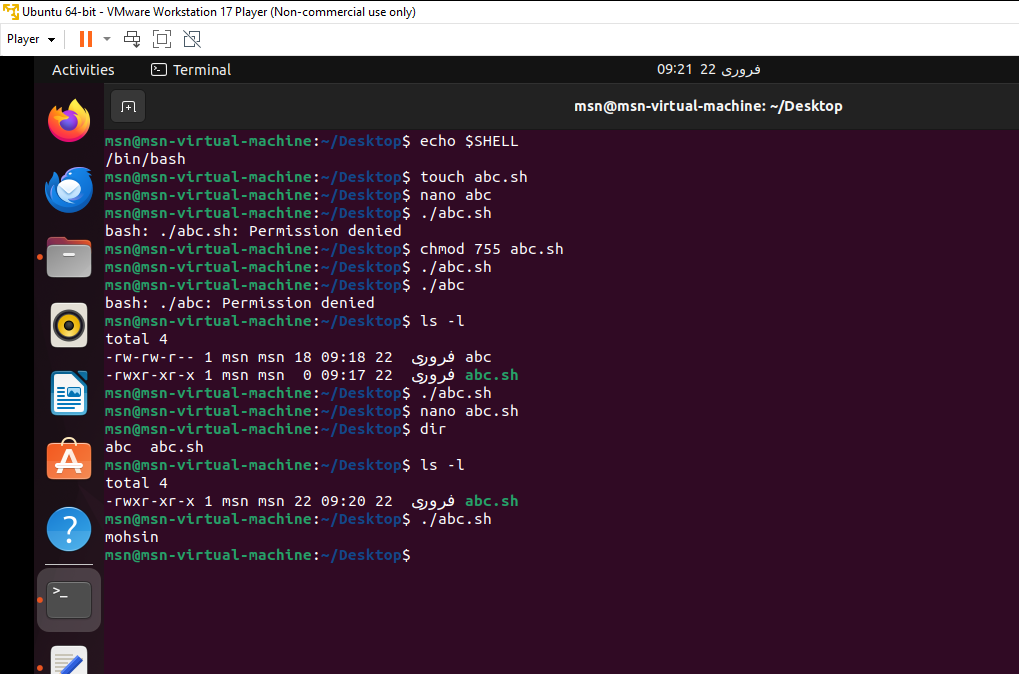 Ubuntu 64-bit - VMware Workstation 17 Player (Non-commercial use only)
Player
Activities
Terminal
فروری 22 09:21
msn@msn-virtual-machine: ~/Desktop
msn@msn-virtual-machine:~/Desktop$ echo $SHELL
/bin/bash
msn@msn-virtual-machine:~/Desktop$ touch abc.sh
msn@msn-virtual-machine:~/Desktop$ nano abc
msn@msn-virtual-machine:~/Desktop$ ./abc.sh
bash: ./abc.sh: Permission denied
msn@msn-virtual-machine:~/Desktop$ chmod 755 abc.sh
msn@msn-virtual-machine:~/Desktop$ ./abc.sh
msn@msn-virtual-machine:~/Desktop$ ./abc
bash: ./abc: Permission denied
msn@msn-virtual-machine:~/Desktop$ ls -l
total 4
-rw-rw-r-- 1 msn msn 18 09:18 22 فروری abc
-rwxr-xr-x 1 msn msn  0 09:17 22 فروری abc.sh
msn@msn-virtual-machine:~/Desktop$ ./abc.sh
msn@msn-virtual-machine:~/Desktop$ nano abc.sh
msn@msn-virtual-machine:~/Desktop$ dir
abc  abc.sh
msn@msn-virtual-machine:~/Desktop$ ls -l
total 4
-rwxr-xr-x 1 msn msn 22 09:20 22 فروری abc.sh
msn@msn-virtual-machine:~/Desktop$ ./abc.sh
mohsin
msn@msn-virtual-machine:~/Desktop$